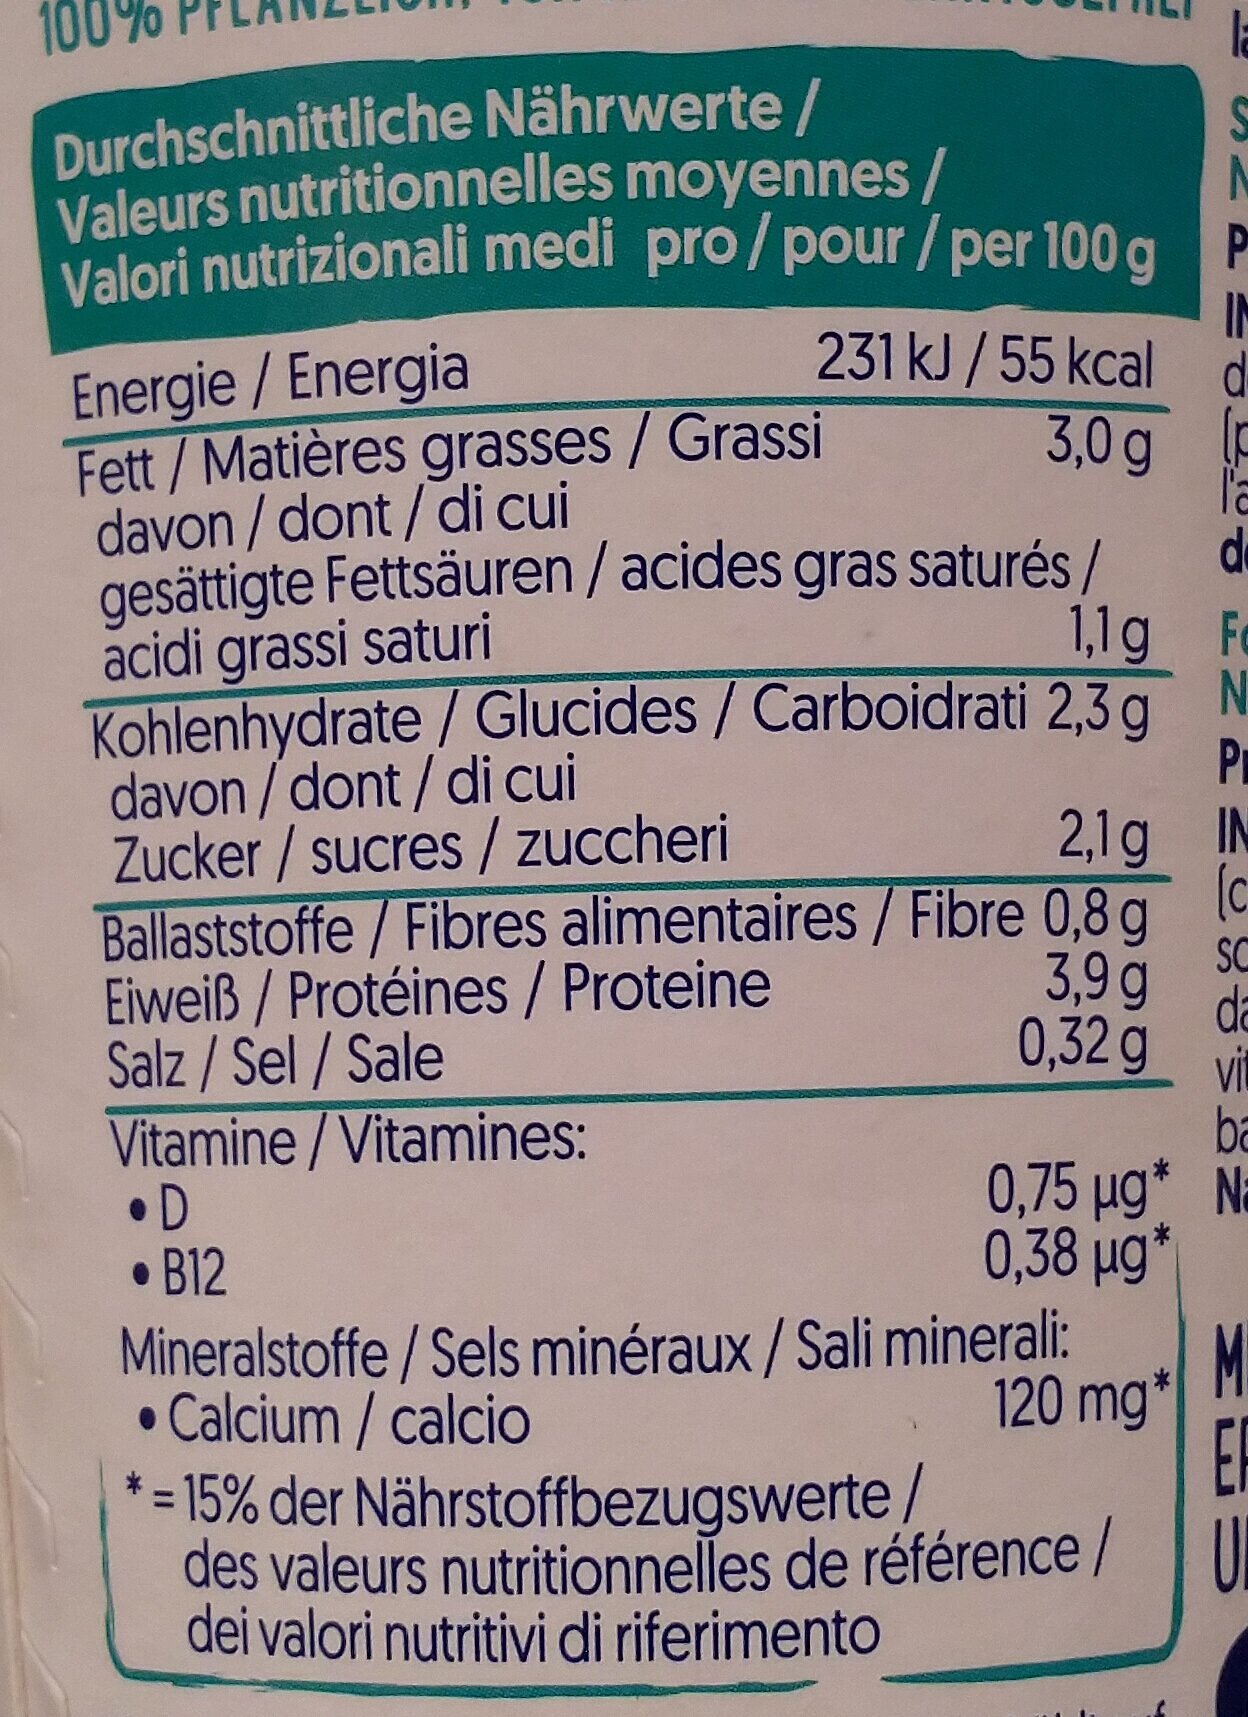 100%
Durchschnittliche Nährwerte /
Valeurs nutritionnelles moyennes /
Valori nutrizionali medi pro / pour / per 100 g
Energie / Energia 231 kJ / 55 kcal
Fett / Matières grasses / Grassi 3,0 g
davon / dont / di cui
gesättigte Fettsäuren / acides gras saturés /
acidi grassi saturi 1,1 g
Kohlenhydrate / Glucides / Carboidrati 2,3 g
davon / dont / di cui
Zucker / sucres / zuccheri 2,1 g
Ballaststoffe / Fibres alimentaires / Fibre 0,8 g
Eiweiß / Protéines / Proteine 3,9 g
Salz / Sel / Sale 0,32 g
Vitamine / Vitamines:
• D 0,75 µg*
• B12 0,38 µg*
Mineralstoffe / Sels minéraux / Sali minerali:
• Calcium / calcio 120 mg*
* = 15% der Nährstoffbezugswerte /
des valeurs nutritionnelles de référence /
dei valori nutritivi di riferimento